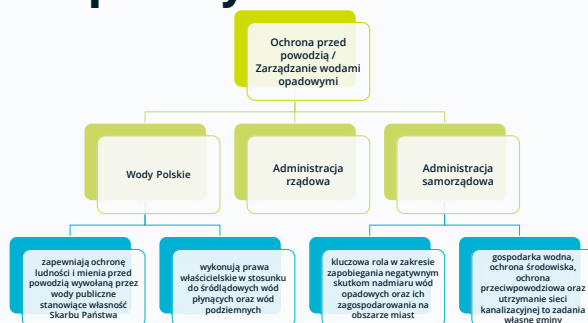 Ochrona przed
powodzią /
Zarządzanie wodami
opadowymi
Wody Polskie
Administracja
rządowa
Administracja
samorządowa
zapewniają ochronę
ludności i mienia przed
powodzią wywołaną przez
wody publiczne
stanowiące własność
Skarbu Państwa
wykonują prawa
właścicielskie w stosunku
do śródlądowych wód
płynących oraz wód
podziemnych
kluczowa rola w zakresie
zapobiegania negatywnym
skutkom nadmiaru wód
opadowych oraz ich
zagospodarowania na
obszarze miast
gospodarka wodna,
ochrona środowiska,
ochrona
przeciwpowodziowa oraz
utrzymanie sieci
kanalizacyjnej to zadania
własne gminy